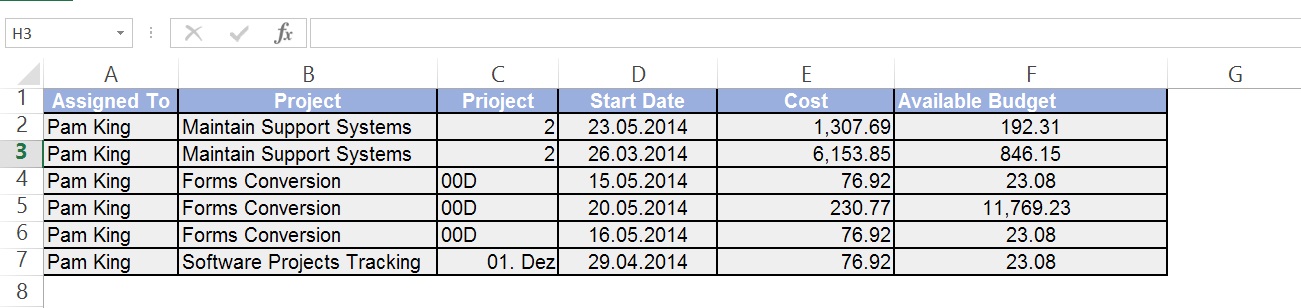 H3 fx
A B C D E F G
1 Assigned To Project Prioject Start Date Cost Available Budget
2 Pam King Maintain Support Systems 2 23.05.2014 1,307.69 192.31
3 Pam King Maintain Support Systems 2 26.03.2014 6,153.85 846.15
4 Pam King Forms Conversion 00D 15.05.2014 76.92 23.08
5 Pam King Forms Conversion 00D 20.05.2014 230.77 11,769.23
6 Pam King Forms Conversion 00D 16.05.2014 76.92 23.08
7 Pam King Software Projects Tracking 01. Dez 29.04.2014 76.92 23.08
8